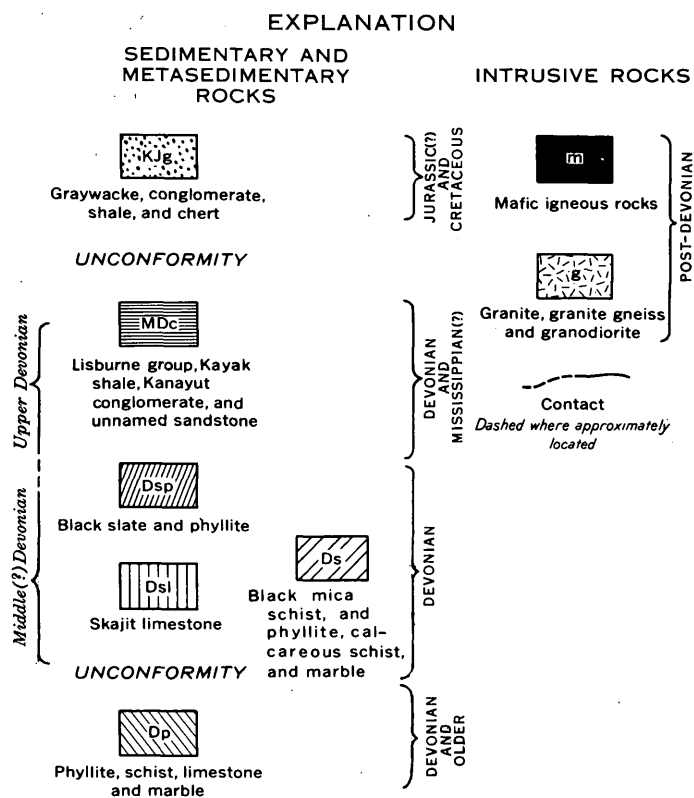 EXPLANATION
SEDIMENTARY AND
METASEDIMENTARY
ROCKS
KJg
Graywacke, conglomerate,
shale, and chert
JURASSIC(?)
AND
CRETACEOUS
UNCONFORMITY
Upper Devonian
MDc
Lisburne group, Kayak
shale, Kanayut
conglomerate, and
unnamed sandstone
DEVONIAN
AND
MISSISSIPPIAN(?)
Middle(?) Devonian
Dsp
Black slate and phyllite
Dsl
Skajit limestone
Ds
Black mica
schist, and
phyllite, cal-
careous schist,
and marble
DEVONIAN
UNCONFORMITY
Dp
Phyllite, schist, limestone
and marble
DEVONIAN
AND
OLDER
INTRUSIVE ROCKS
m
Mafic igneous rocks
g
Granite, granite gneiss
and granodiorite
POST-DEVONIAN
Contact
Dashed where approximately
located